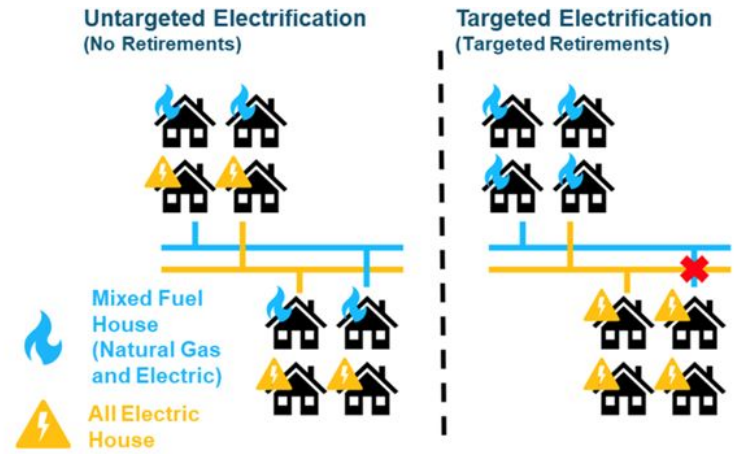 Untargeted Electrification
(No Retirements)
Targeted Electrification
(Targeted Retirements)
Mixed Fuel
House
(Natural Gas
and Electric)
All Electric
House